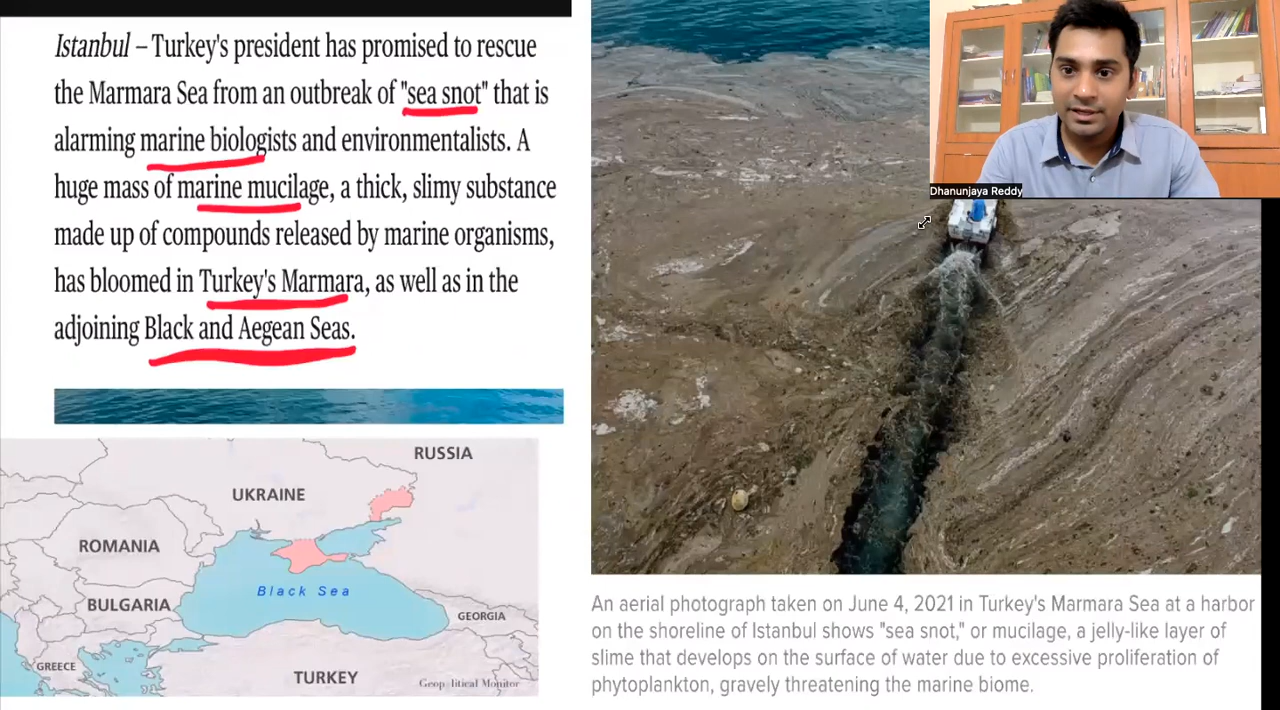 Istanbul – Turkey's president has promised to rescue
the Marmara Sea from an outbreak of "sea snot" that is
alarming marine biologists and environmentalists. A
huge mass of marine mucilage, a thick, slimy substance
made up of compounds released by marine organisms,
has bloomed in Turkey's Marmara, as well as in the
adjoining Black and Aegean Seas.
RUSSIA
UKRAINE
ROMANIA
Black Sea
BULGARIA
GEORGIA
GREECE
TURKEY
Geop litical Monitor
Dhanunjaya Reddy
An aerial photograph taken on June 4, 2021 in Turkey's Marmara Sea at a harbor
on the shoreline of Istanbul shows "sea snot," or mucilage, a jelly-like layer of
slime that develops on the surface of water due to excessive proliferation of
phytoplankton, gravely threatening the marine biome.